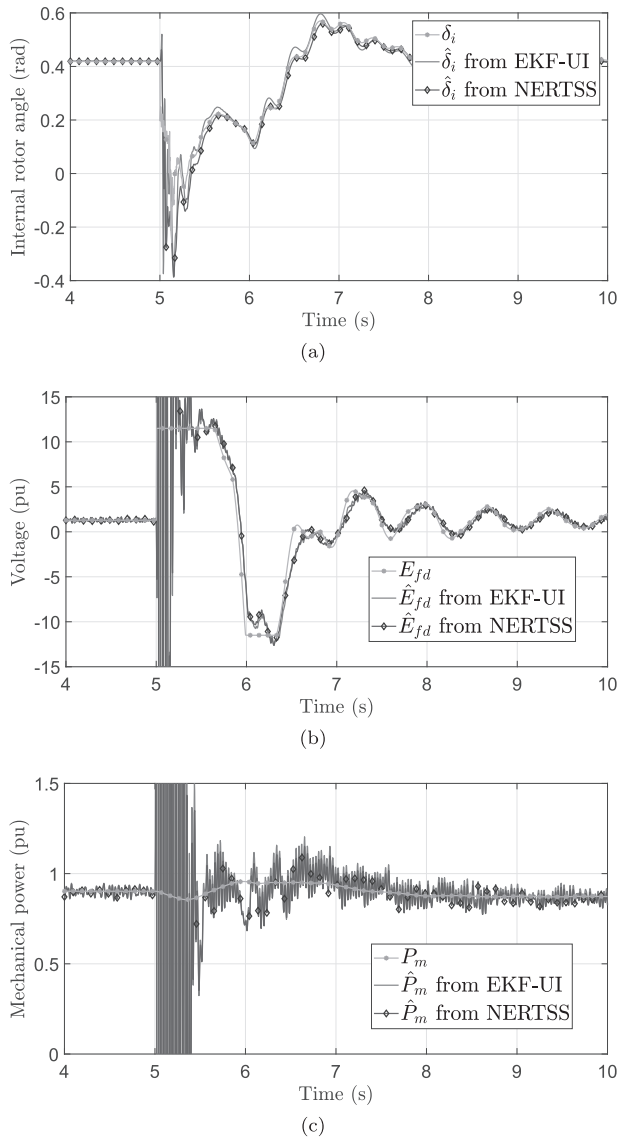 0.6
0.4
0.2
0
-0.2
-0.4
Internal rotor angle (rad)
δᵢ
δ̂ᵢ from EKF-UI
δ̂ᵢ from NERTSS
4 5 6 7 8 9 10
Time (s)
(a)
15
10
5
0
-5
-10
-15
Voltage (pu)
E_fd
Ê_fd from EKF-UI
Ê_fd from NERTSS
4 5 6 7 8 9 10
Time (s)
(b)
1.5
1
0.5
0
Mechanical power (pu)
P_m
P̂_m from EKF-UI
P̂_m from NERTSS
4 5 6 7 8 9 10
Time (s)
(c)